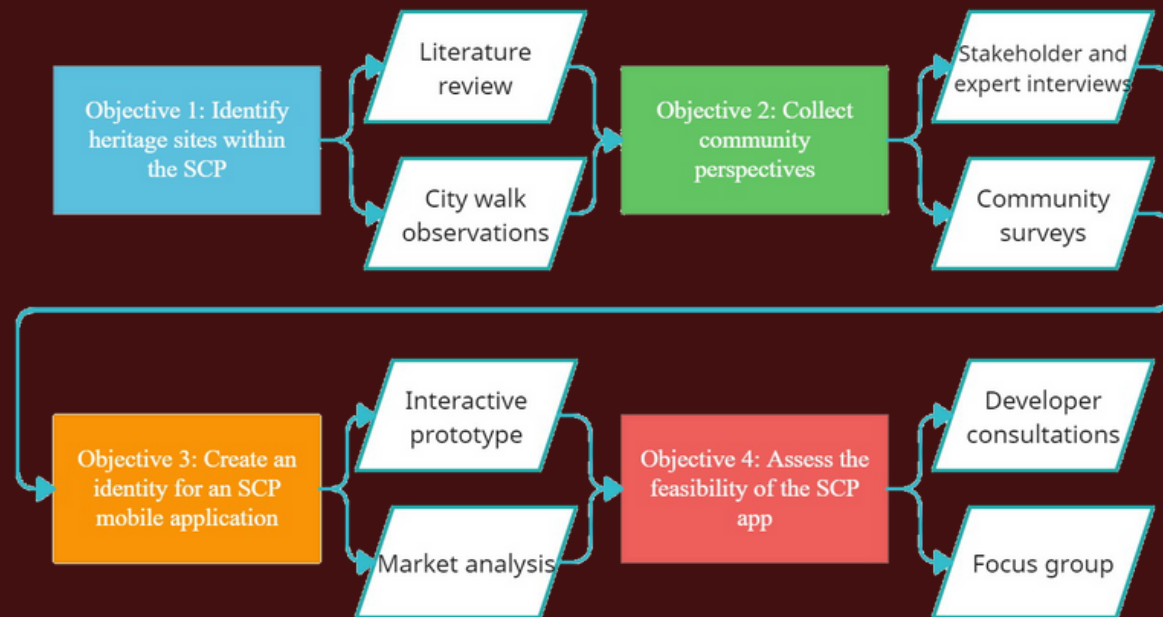 Objective 1: Identify
heritage sites within
the SCP
Literature
review
City walk
observations
Objective 2: Collect
community
perspectives
Stakeholder and
expert interviews
Community
surveys
Objective 3: Create an
identity for an SCP
mobile application
Interactive
prototype
Market analysis
Objective 4: Assess the
feasibility of the SCP
app
Developer
consultations
Focus group